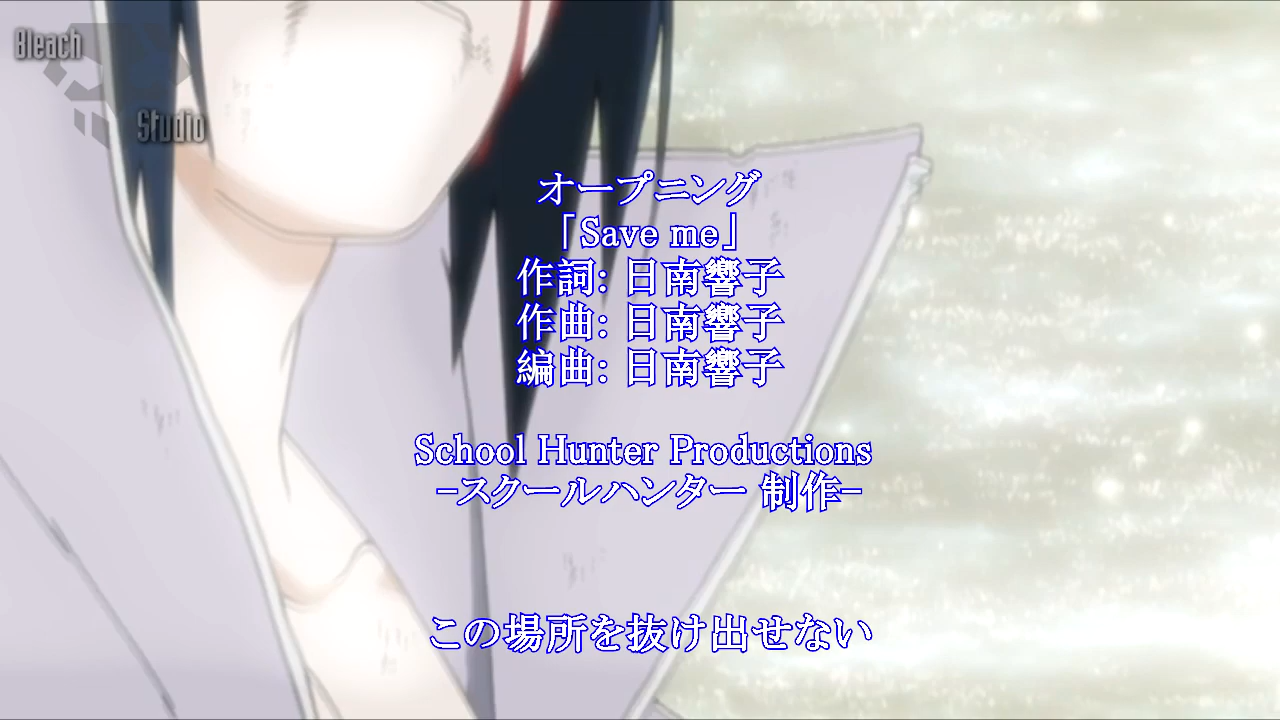 Bleach
Studio
オープニング
「Save me」
作詞: 日南響子
作曲: 日南響子
編曲: 日南響子
School Hunter Productions
-スクールハンター 制作-
この場所を抜け出せない